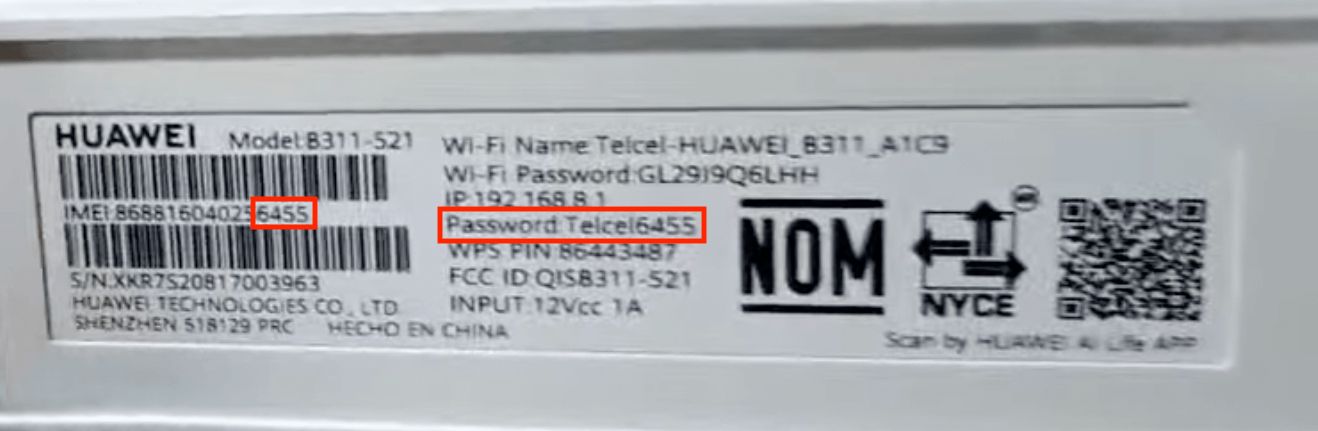 HUAWEI Model:B311-521
IMEI:868816040256455
S/N:XKR7S20817003963
HUAWEI TECHNOLOGIES CO., LTD.
SHENZHEN 518129 PRC HECHO EN CHINA
Wi-Fi Name:Telcel-HUAWEI_B311_A1C9
Wi-Fi Password:GL29J9Q6LHH
IP:192.168.8.1
Password:Telcel6455
WPS PIN:86443487
FCC ID:QISB311-521
INPUT:12Vcc 1A
NOM
NYCE
Scan by HUAWEI AI Life APP